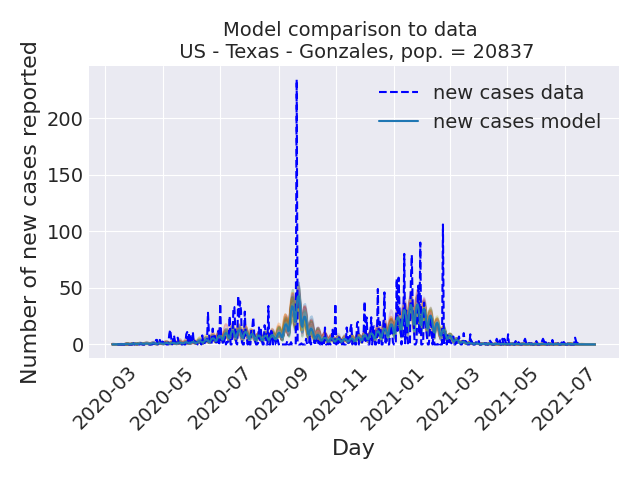 Model comparison to data
US - Texas - Gonzales, pop. = 20837
Number of new cases reported
200
150
100
50
0
new cases data
new cases model
2020-03
2020-05
2020-07
2020-09
2020-11
2021-01
2021-03
2021-05
2021-07
Day